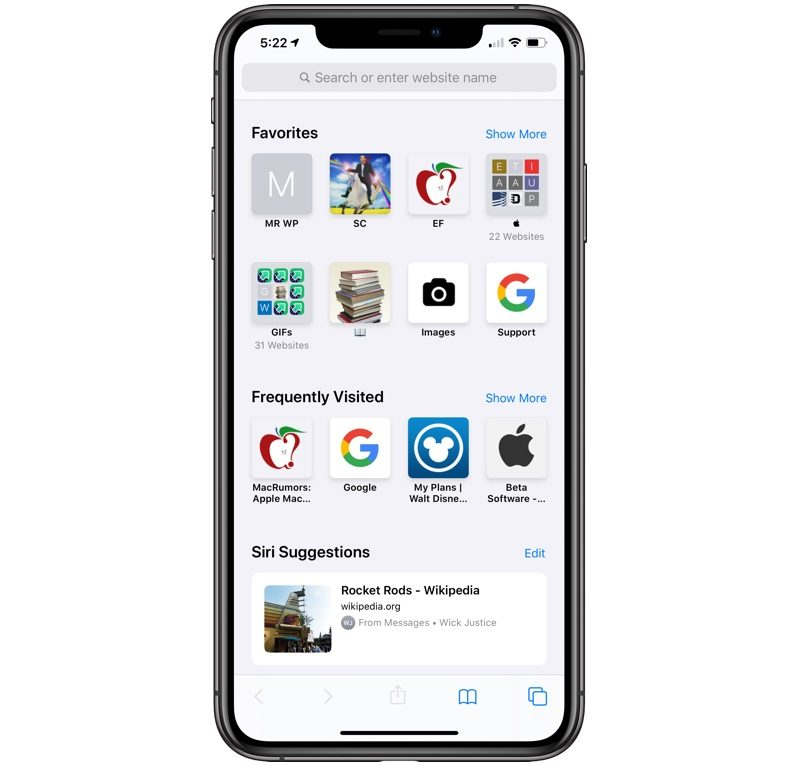 5:22
Search or enter website name
Favorites
Show More
M
MR WP
SC
EF
E T I
A A U
D P
22 Websites
G
W
GIFs
31 Websites
Images
Support
Frequently Visited
Show More
MacRumors:
Apple Mac...
Google
My Plans |
Walt Disne...
Beta
Software -...
Siri Suggestions
Edit
Rocket Rods - Wikipedia
wikipedia.org
WJ From Messages • Wick Justice